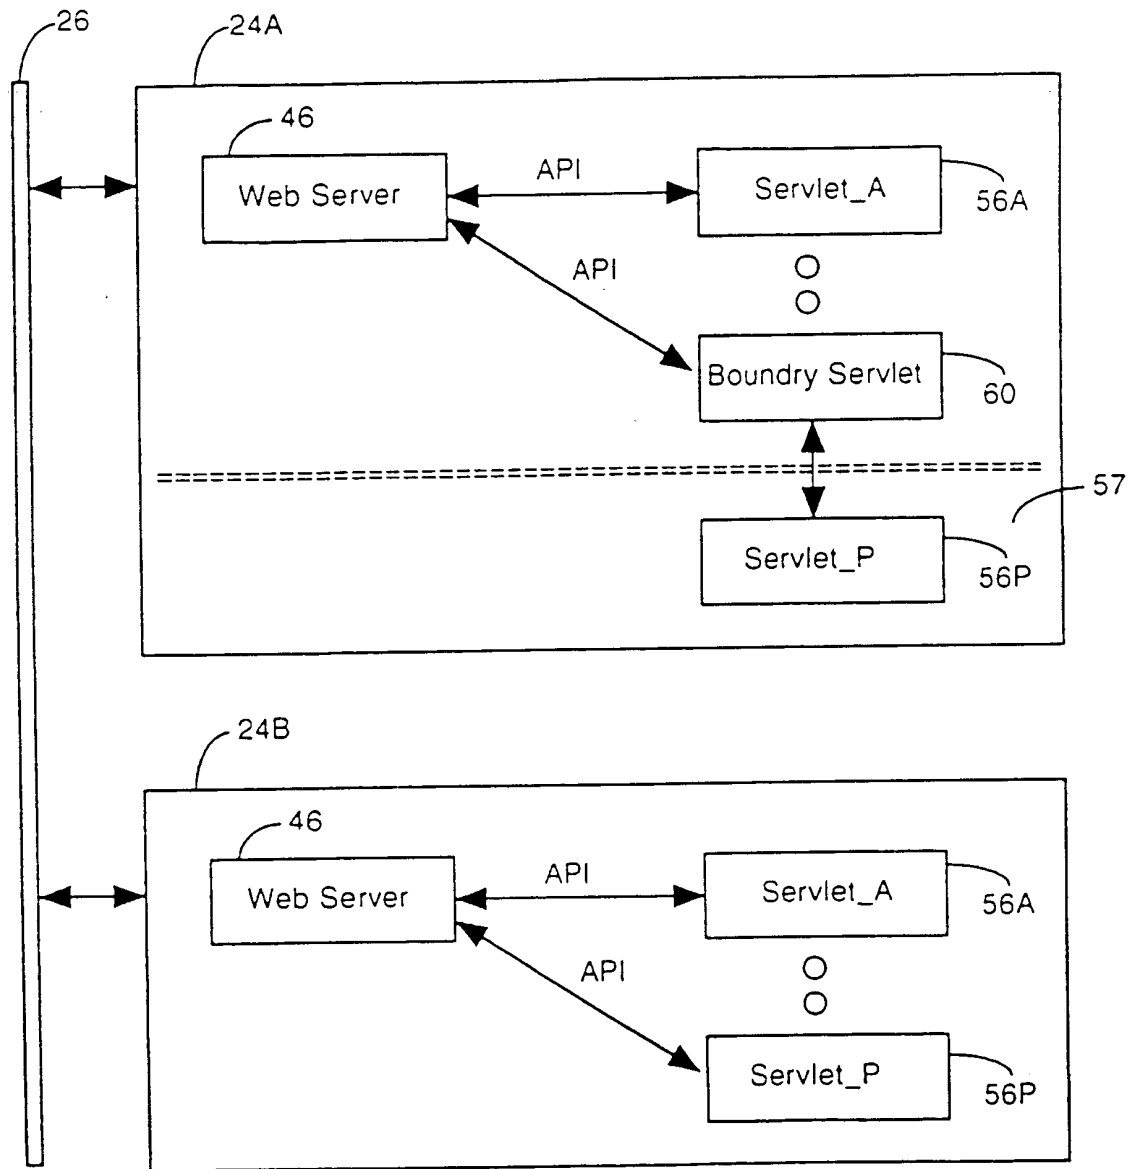 26
24A
46
Web Server
API
Servlet_A
56A
API
Boundry Servlet
60
57
Servlet_P
56P
24B
46
Web Server
API
Servlet_A
56A
API
Servlet_P
56P